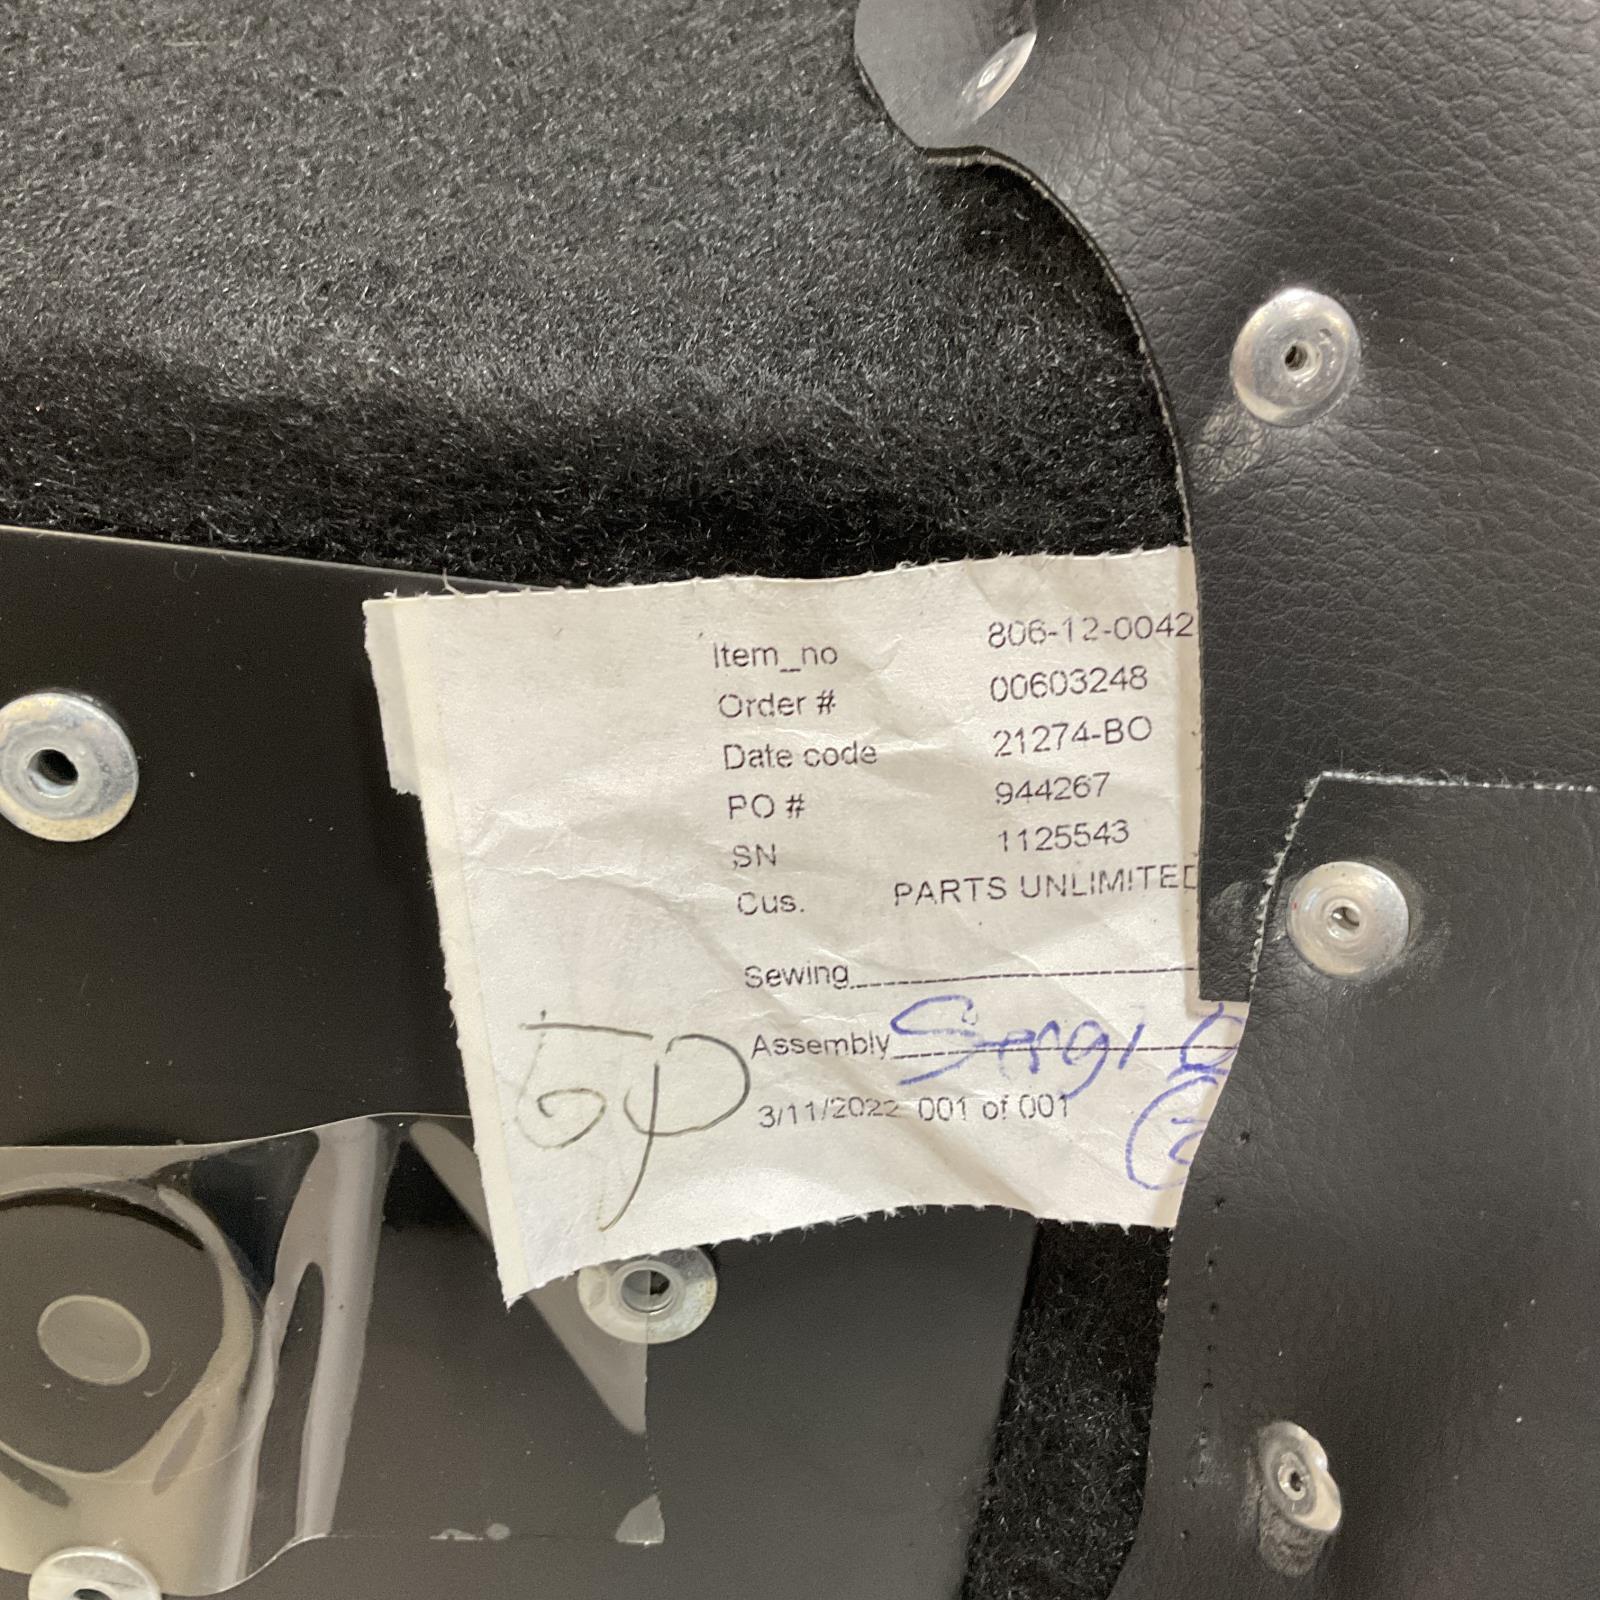 Item_no 806-12-0042
Order # 00603248
Date code 21274-BO
PO # 944267
SN 1125543
Cus. PARTS UNLIMITED
Sewing
Assembly Sergi
3/11/2022 001 of 001